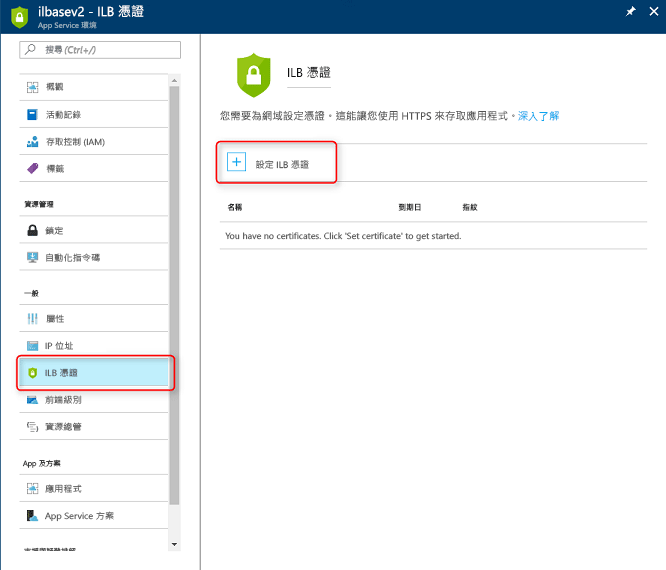 ilbasev2 - ILB 憑證
App Service 環境
搜尋 (Ctrl+/)
概觀
活動記錄
存取控制 (IAM)
標籤
資源管理
鎖定
自動化指令碼
一般
屬性
IP 位址
ILB 憑證
前端級別
資源總管
App 及方案
應用程式
App Service 方案
ILB 憑證
您需要為網域設定憑證。這能讓您使用 HTTPS 來存取應用程式。深入了解
設定 ILB 憑證
名稱 到期日 指紋
You have no certificates. Click 'Set certificate' to get started.